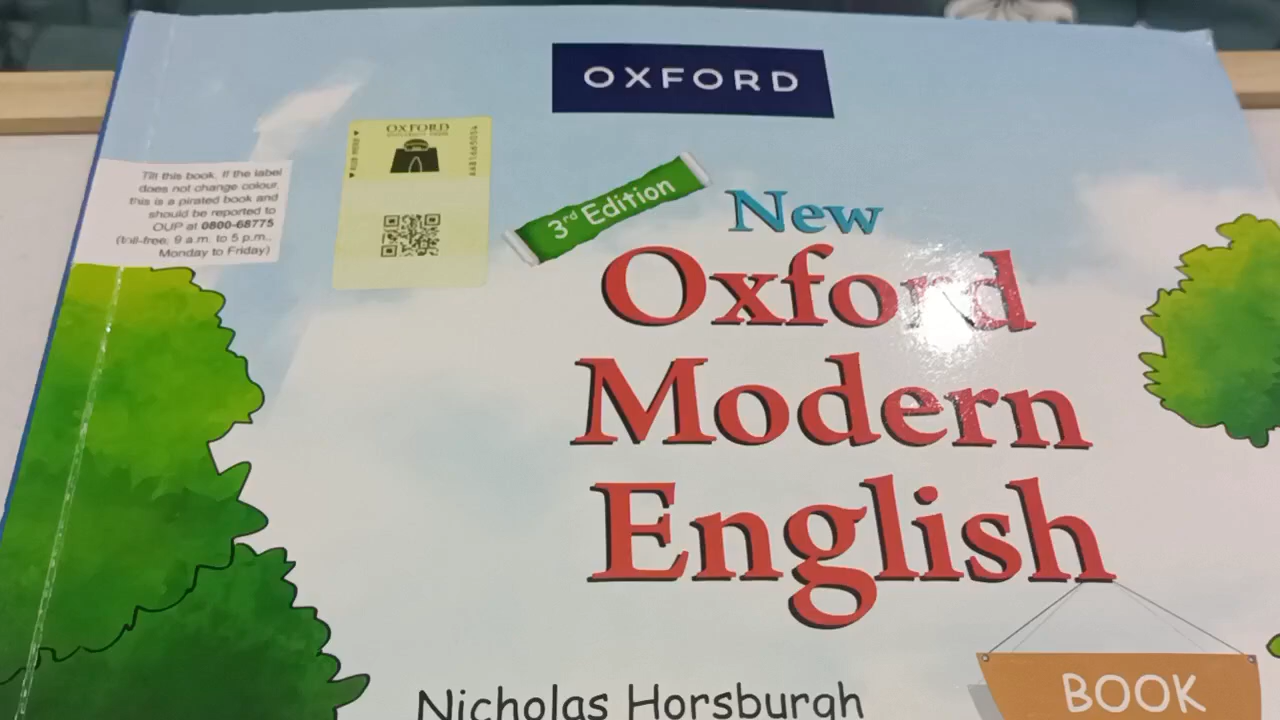 OXFORD
OXFORD
Tilt this book. If the label
does not change colour,
this is a pirated book and
should be reported to
OUP at 0800-68775
(toll-free, 9 a.m. to 5 p.m.,
Monday to Friday)
3rd Edition
New
Oxford
Modern
English
BOOK
Nicholas Horsburgh